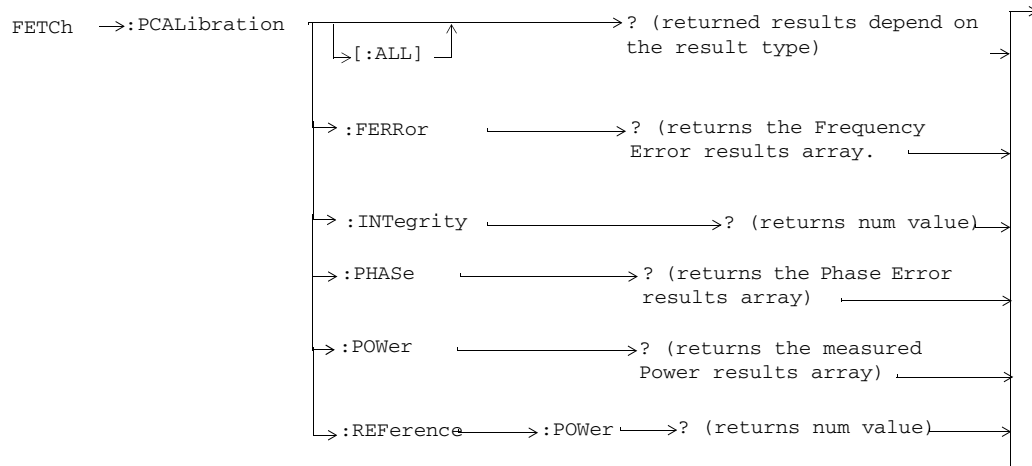 FETCh :PCALibration ? (returned results depend on
the result type)
[:ALL]
:FERRor ? (returns the Frequency
Error results array.
:INTegrity ? (returns num value)
:PHASe ? (returns the Phase Error
results array)
:POWer ? (returns the measured
Power results array)
:REFerence :POWer ? (returns num value)